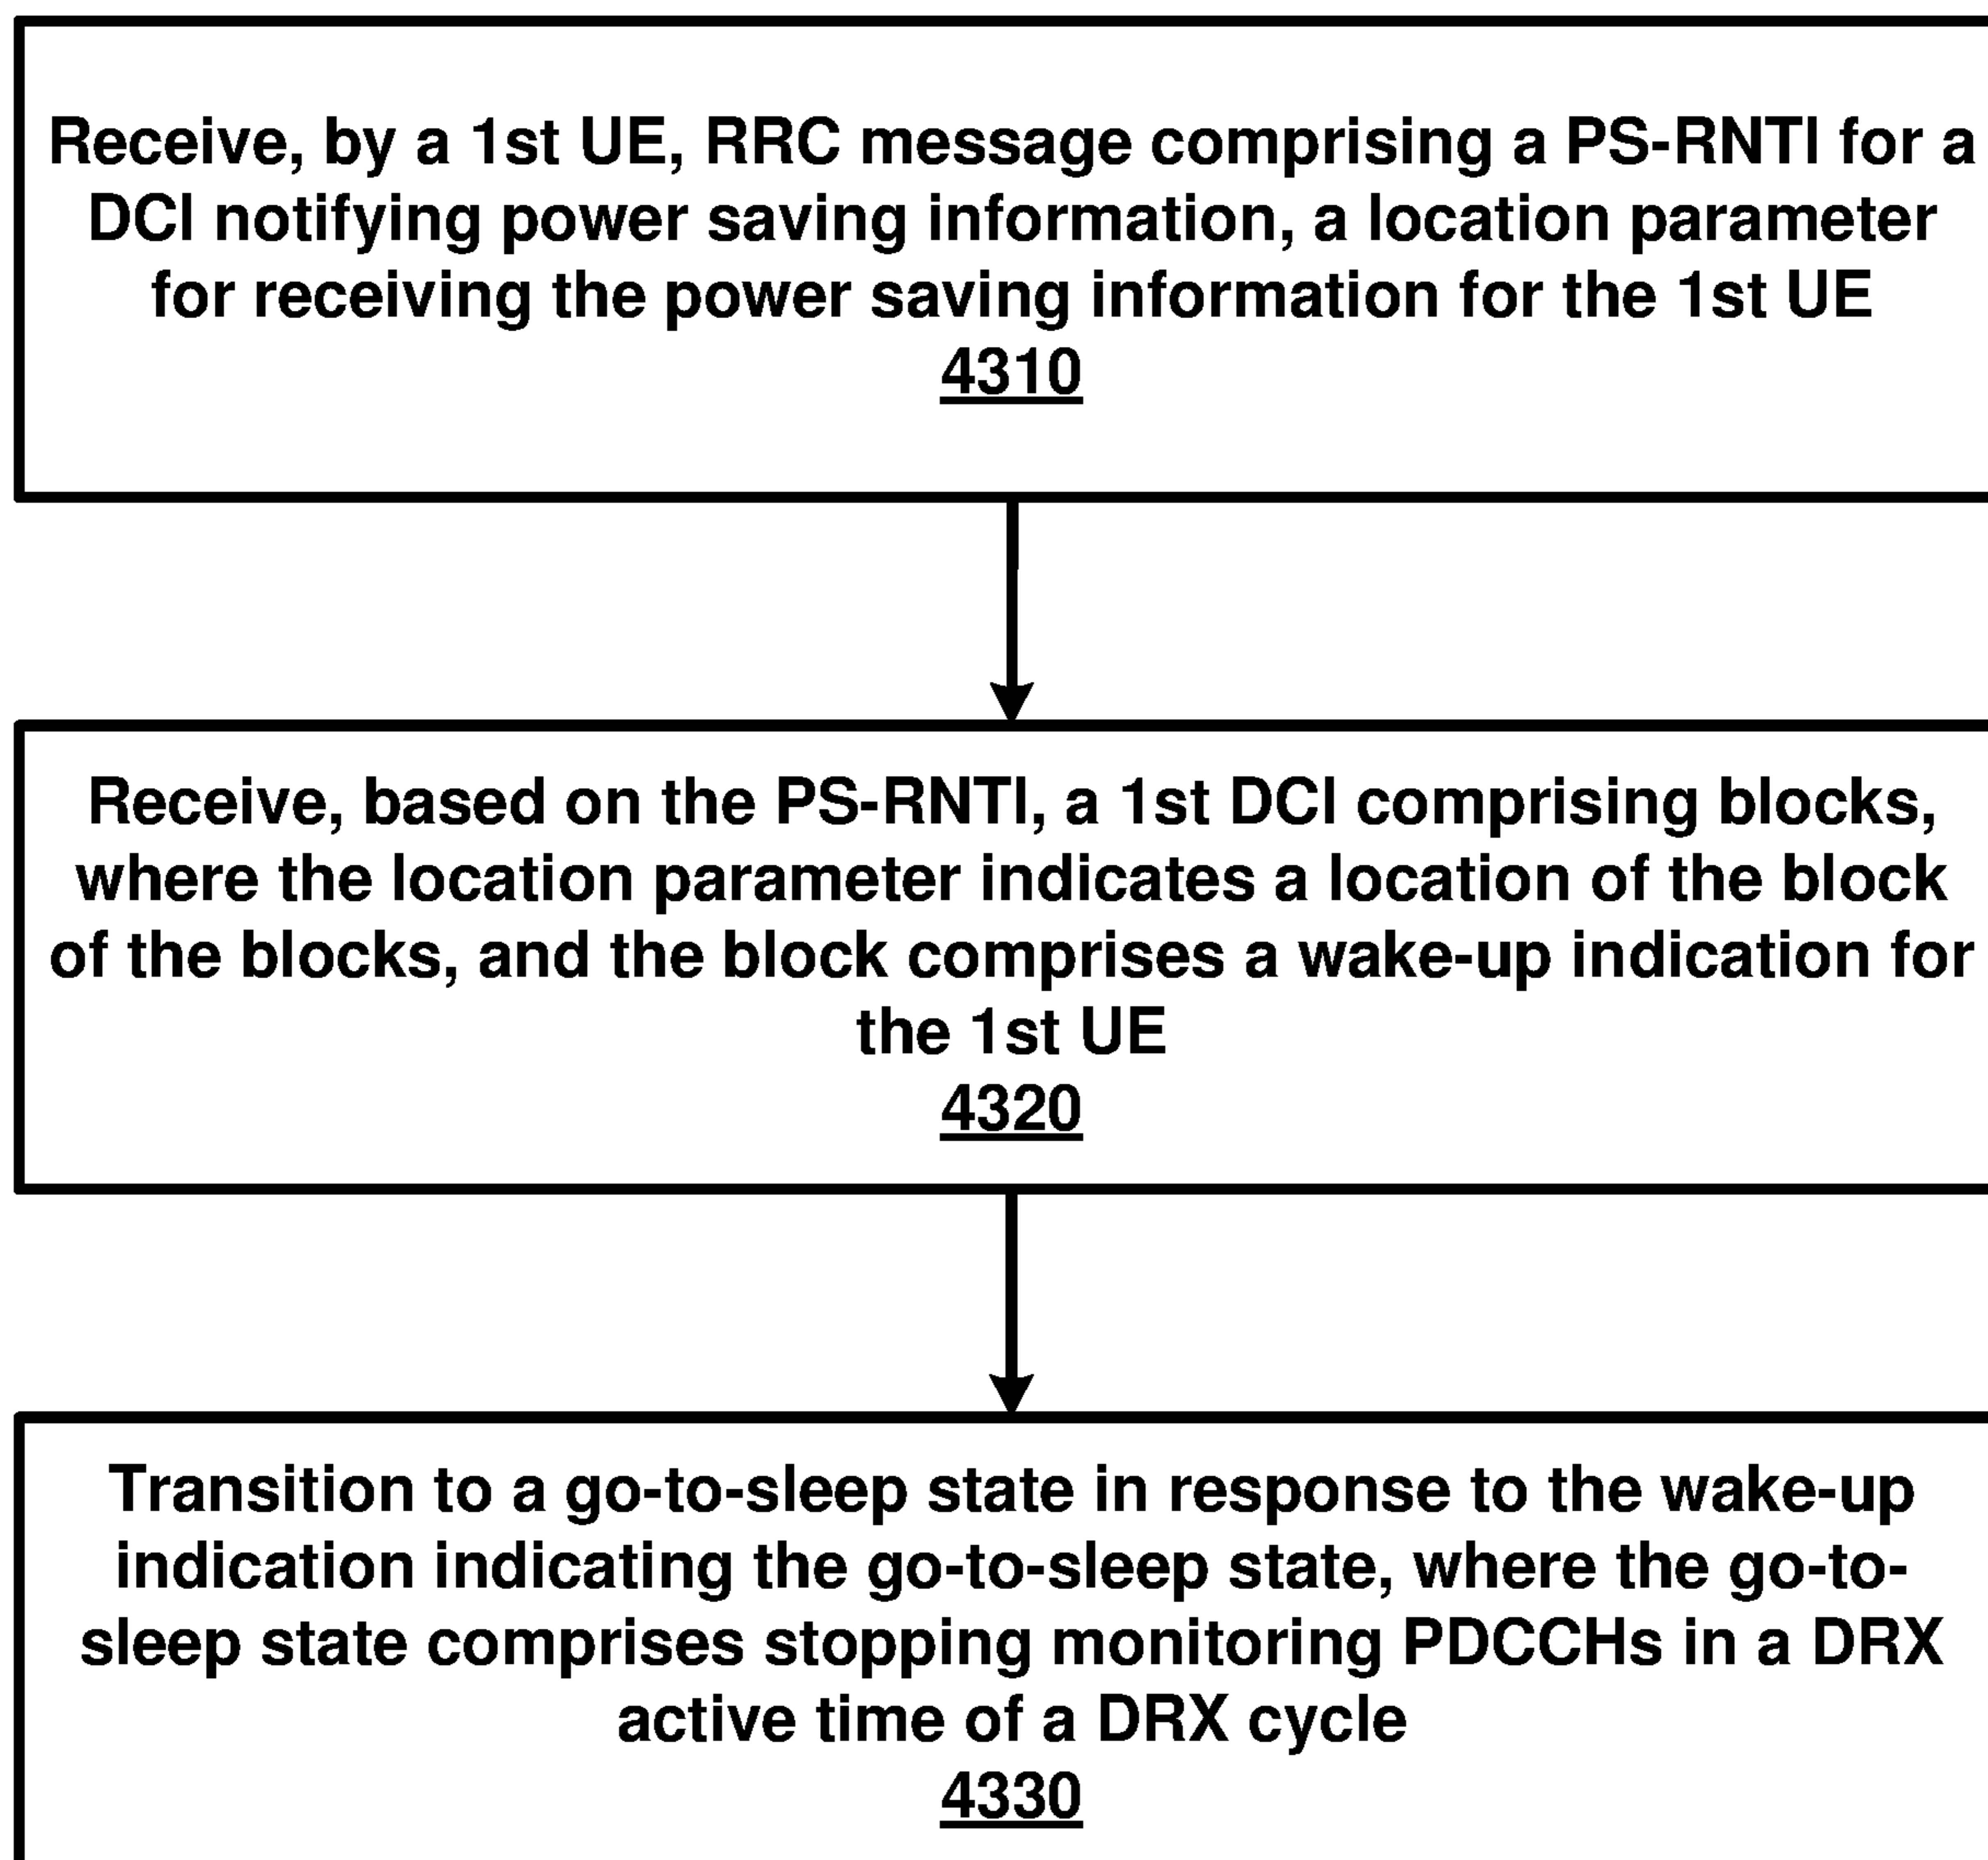 Receive, by a 1st UE, RRC message comprising a PS-RNTI for a
DCI notifying power saving information, a location parameter
for receiving the power saving information for the 1st UE
4310
Receive, based on the PS-RNTI, a 1st DCI comprising blocks,
where the location parameter indicates a location of the block
of the blocks, and the block comprises a wake-up indication for
the 1st UE
4320
Transition to a go-to-sleep state in response to the wake-up
indication indicating the go-to-sleep state, where the go-to-
sleep state comprises stopping monitoring PDCCHs in a DRX
active time of a DRX cycle
4330